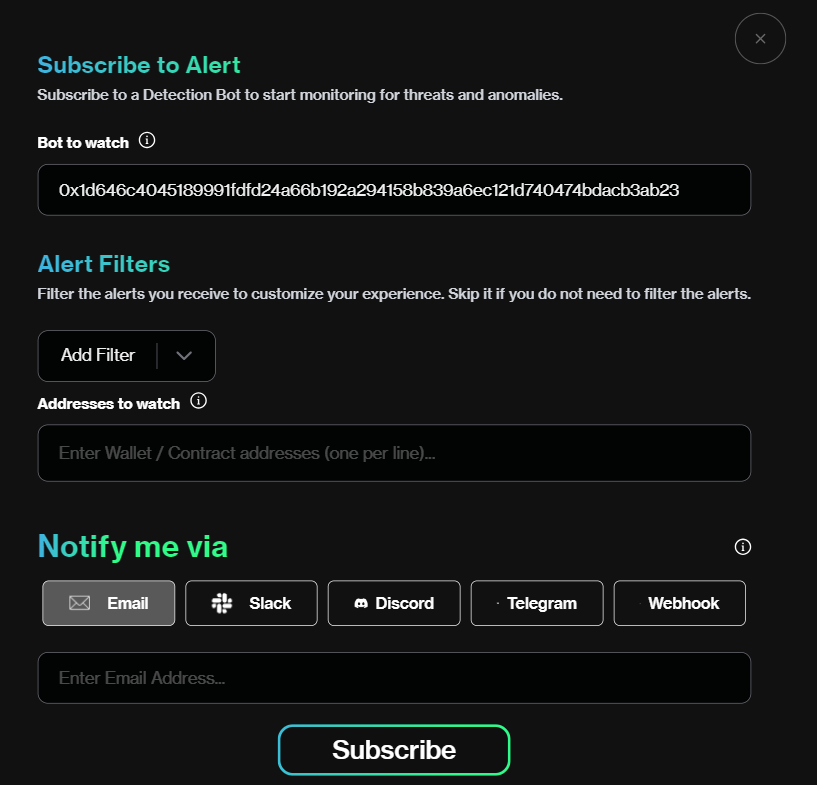 Subscribe to Alert
Subscribe to a Detection Bot to start monitoring for threats and anomalies.
Bot to watch
0x1d646c4045189991fdfd24a66b192a294158b839a6ec121d740474bdacb3ab23
Alert Filters
Filter the alerts you receive to customize your experience. Skip it if you do not need to filter the alerts.
Add Filter
Addresses to watch
Enter Wallet / Contract addresses (one per line)...
Notify me via
Email Slack Discord Telegram Webhook
Enter Email Address...
Subscribe